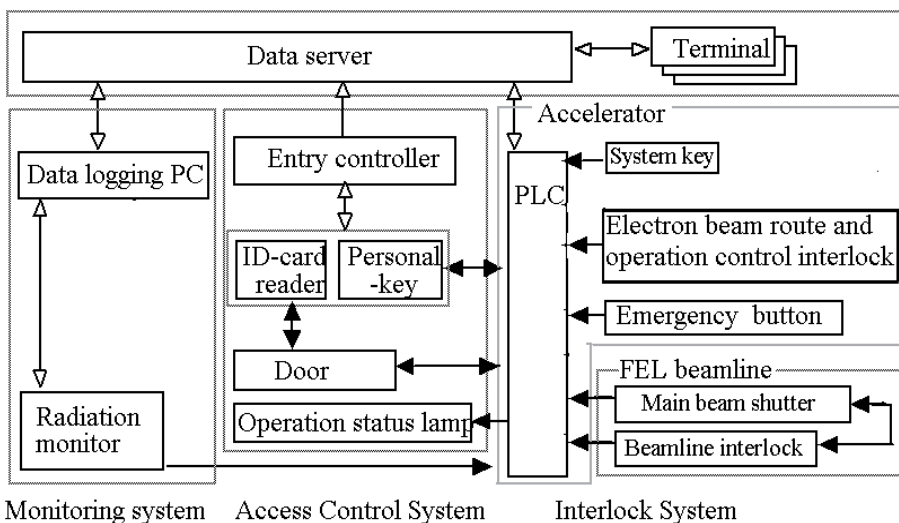 Data server
Terminal
Accelerator
Data logging PC
Entry controller
PLC
System key
Electron beam route and
operation control interlock
ID-card
reader
Personal
-key
Emergency button
Door
FEL beamline
Main beam shutter
Operation status lamp
Beamline interlock
Radiation
monitor
Monitoring system
Access Control System
Interlock System